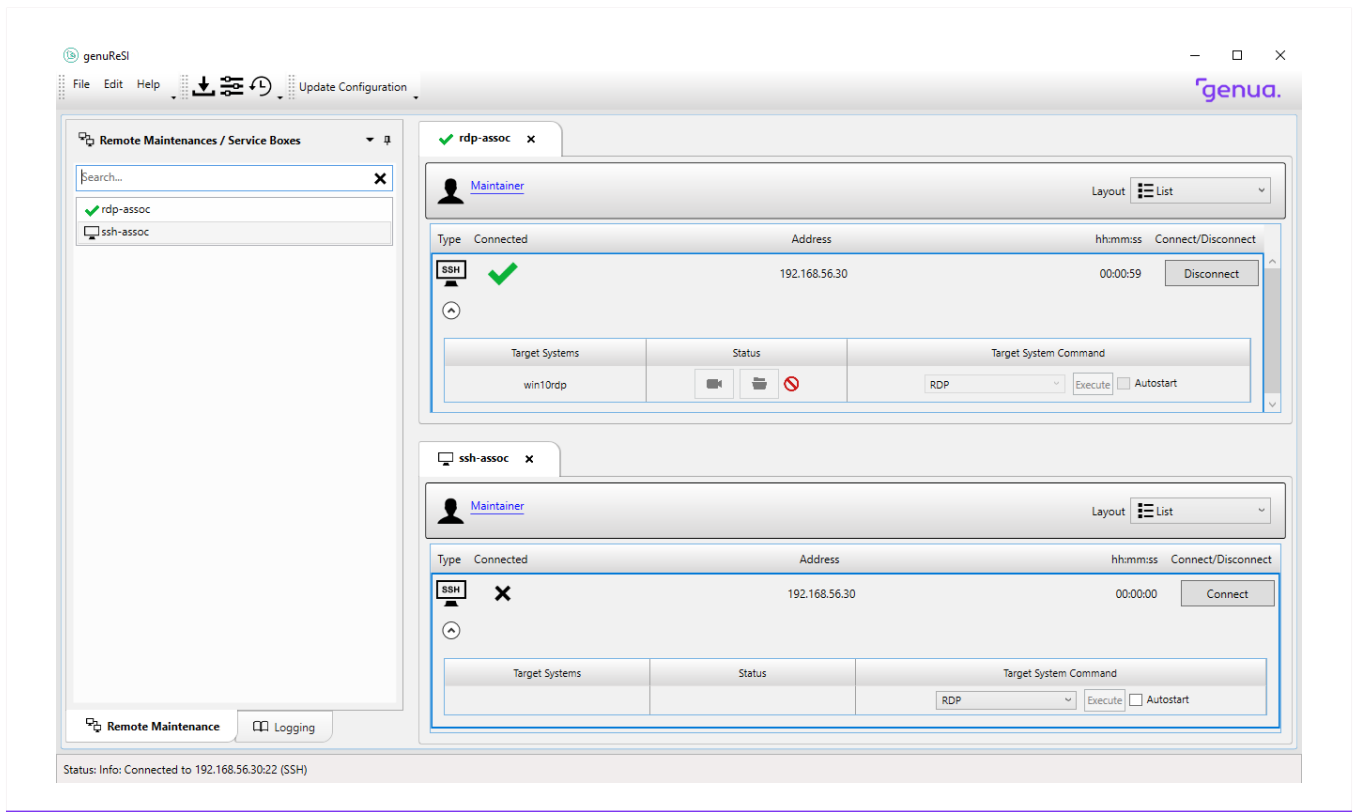 genuReSI
File Edit Help Update Configuration
genua.
Remote Maintenances / Service Boxes
Search...
rdp-assoc
ssh-assoc
rdp-assoc
Maintainer
Layout List
Type Connected Address hh:mm:ss Connect/Disconnect
SSH 192.168.56.30 00:00:59 Disconnect
Target Systems Status Target System Command
win10rdp RDP Execute Autostart
ssh-assoc
Maintainer
Layout List
Type Connected Address hh:mm:ss Connect/Disconnect
SSH 192.168.56.30 00:00:00 Connect
Target Systems Status Target System Command
RDP Execute Autostart
Remote Maintenance Logging
Status: Info: Connected to 192.168.56.30:22 (SSH)